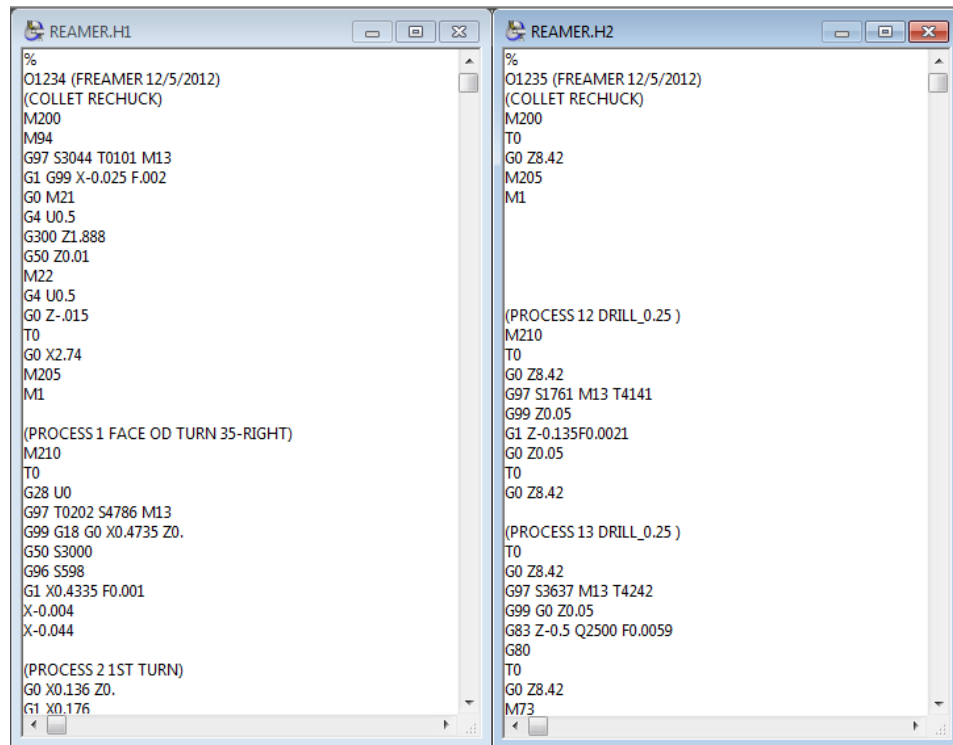 REAMER.H1
%
O1234 (FREAMER 12/5/2012)
(COLLET RECHUCK)
M200
M94
G97 S3044 T0101 M13
G1 G99 X-0.025 F.002
G0 M21
G4 U0.5
G300 Z1.888
G50 Z0.01
M22
G4 U0.5
G0 Z-.015
T0
G0 X2.74
M205
M1
(PROCESS 1 FACE OD TURN 35-RIGHT)
M210
T0
G28 U0
G97 T0202 S4786 M13
G99 G18 G0 X0.4735 Z0.
G50 S3000
G96 S598
G1 X0.4335 F0.001
X-0.004
X-0.044
(PROCESS 2 1ST TURN)
G0 X0.136 Z0.
G1 X0.176
REAMER.H2
%
O1235 (FREAMER 12/5/2012)
(COLLET RECHUCK)
M200
T0
G0 Z8.42
M205
M1
(PROCESS 12 DRILL_0.25 )
M210
T0
G0 Z8.42
G97 S1761 M13 T4141
G99 Z0.05
G1 Z-0.135F0.0021
G0 Z0.05
T0
G0 Z8.42
(PROCESS 13 DRILL_0.25 )
T0
G0 Z8.42
G97 S3637 M13 T4242
G99 G0 Z0.05
G83 Z-0.5 Q2500 F0.0059
G80
T0
G0 Z8.42
M73